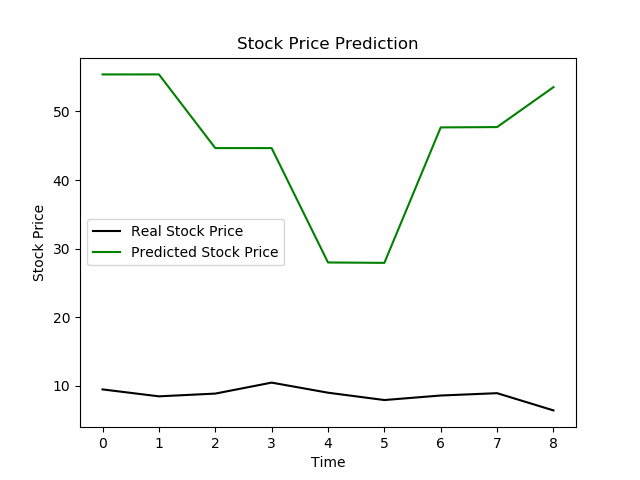 Stock Price Prediction
Stock Price
50
40
30
20
10
Real Stock Price
Predicted Stock Price
0 1 2 3 4 5 6 7 8
Time